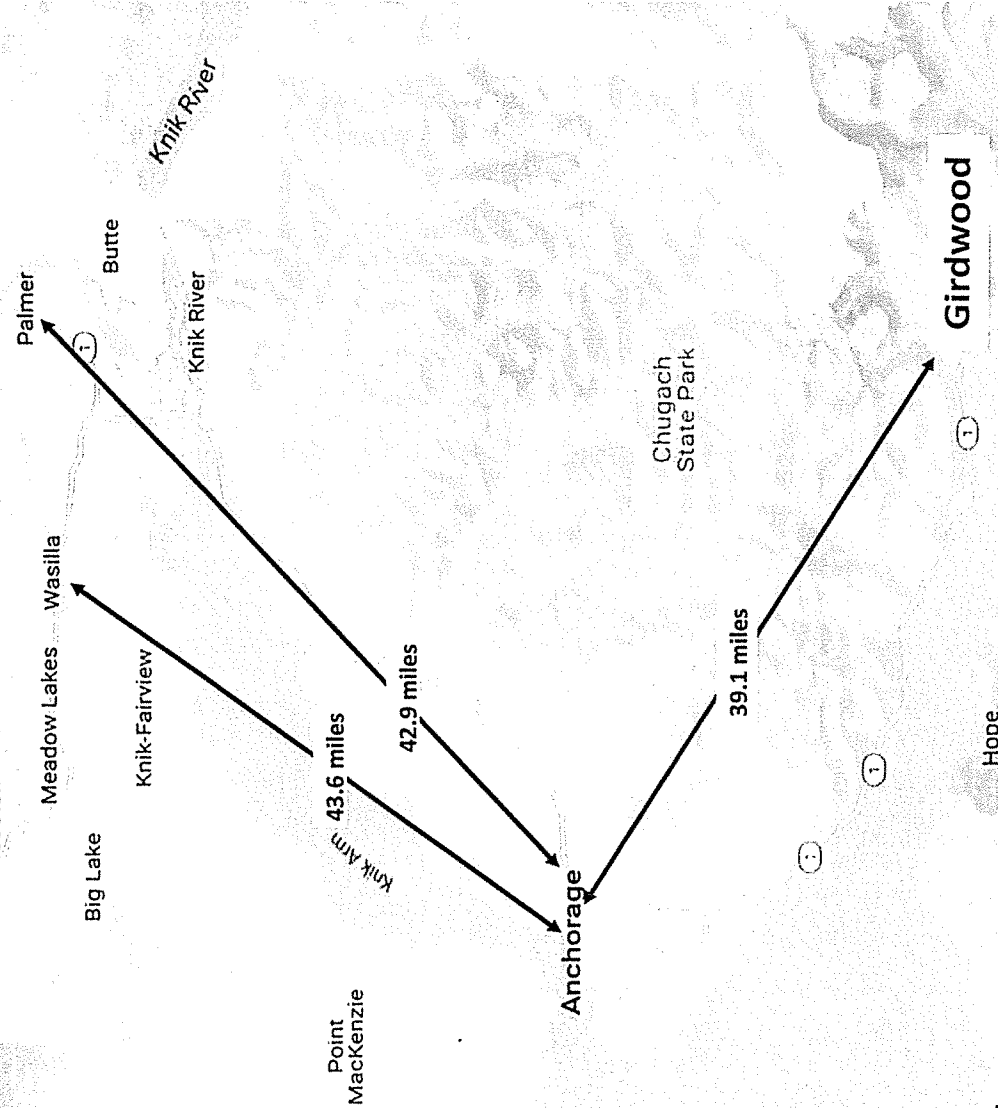 Palmer
Meadow Lakes
Wasilla
1
Big Lake
Butte
Knik-Fairview
Knik River
Knik River
Point
MacKenzie
43.6 miles
Knik Arm
42.9 miles
Anchorage
Chugach
State Park
39.1 miles
1
Girdwood
1
Hope